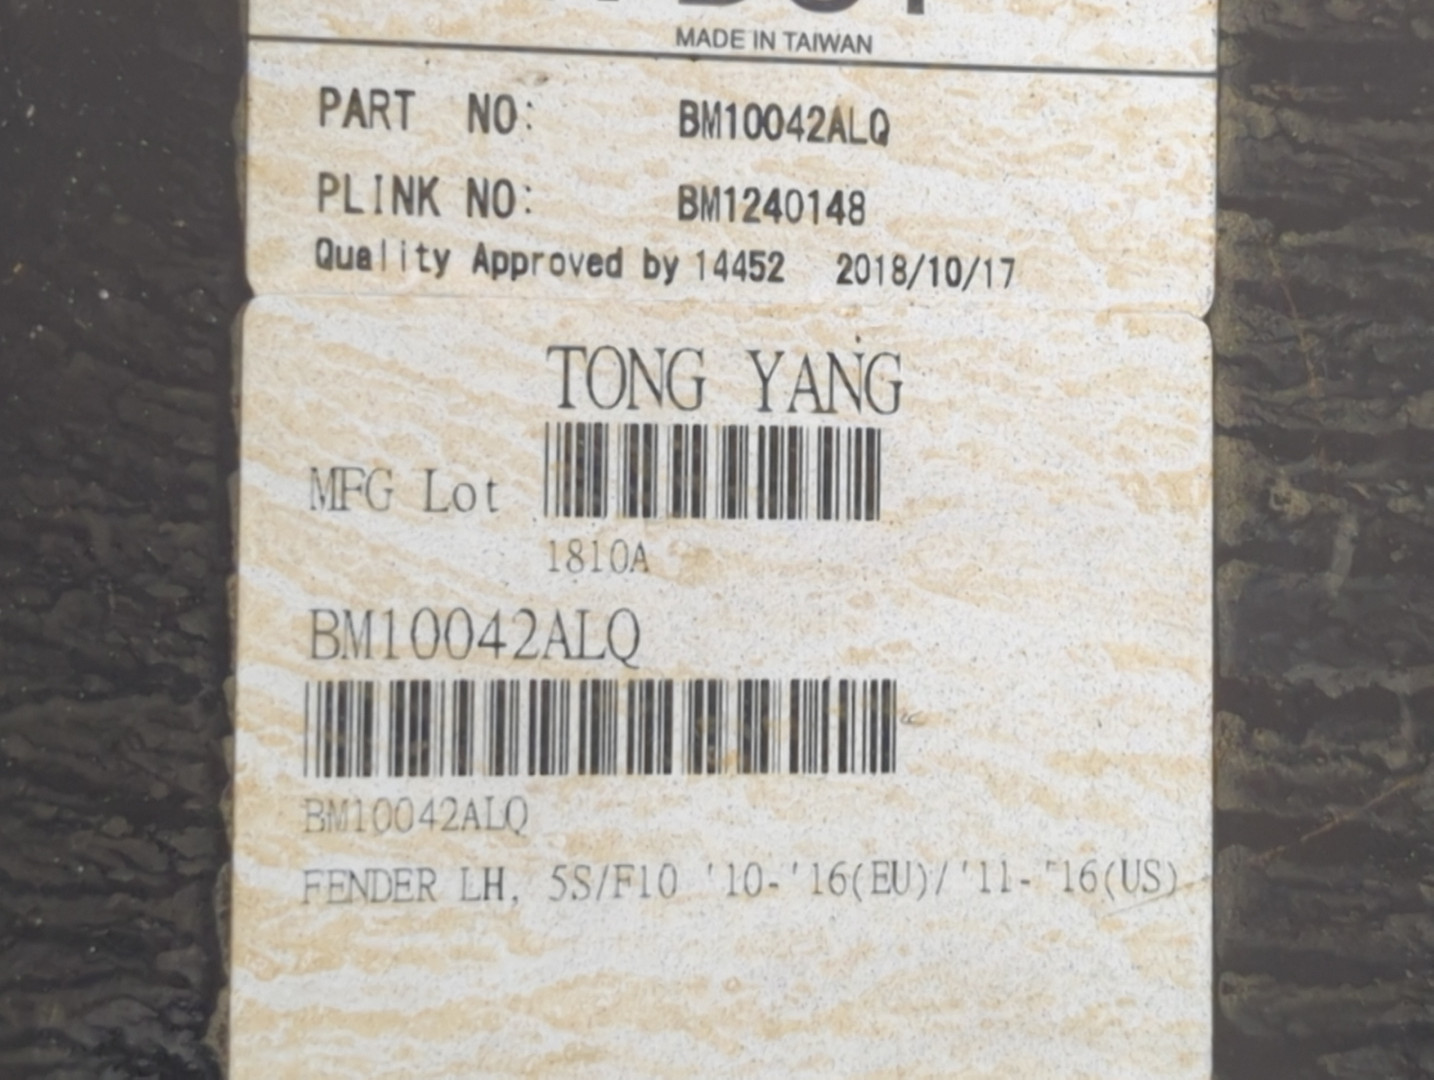 MADE IN TAIWAN
PART NO: BM10042ALQ
PLINK NO: BM1240148
Quality Approved by 14452 2018/10/17
TONG YANG
MFG Lot
1810A
BM10042ALQ
BM10042ALQ
FENDER LH, 5S/F10 '10-'16(EU)/'11-'16(US)